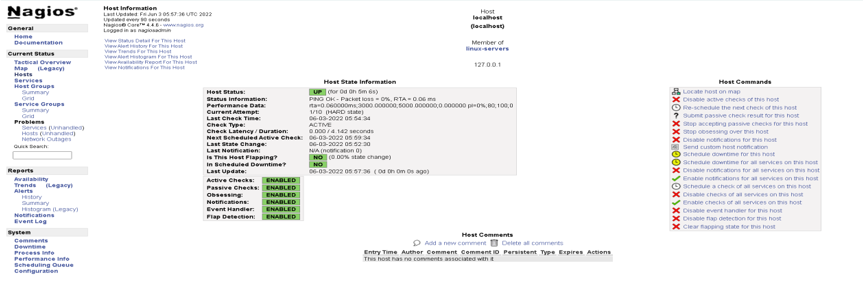 Nagios®
General
Home
Documentation
Current Status
Tactical Overview
Map (Legacy)
Hosts
Services
Host Groups
Summary
Grid
Service Groups
Summary
Grid
Problems
Services (Unhandled)
Hosts (Unhandled)
Network Outages
Quick Search:
Reports
Availability
Trends (Legacy)
Alerts
History
Summary
Histogram (Legacy)
Notifications
Event Log
System
Comments
Downtime
Process Info
Performance Info
Scheduling Queue
Configuration
Host Information
Last Updated: Fri Jun 3 05:57:36 UTC 2022
Updated every 90 seconds
Nagios® Core™ 4.4.6 - www.nagios.org
Logged in as nagiosadmin
View Status Detail For This Host
View Alert History For This Host
View Trends For This Host
View Alert Histogram For This Host
View Availability Report For This Host
View Notifications For This Host
Host
localhost
(localhost)
Member of
linux-servers
127.0.0.1
Host State Information
Host Status: UP (for 0d 0h 5m 6s)
Status Information: PING OK - Packet loss = 0%, RTA = 0.06 ms
Performance Data: rta=0.060000ms;3000.000000;5000.000000;0.000000 pl=0%;80;100;0
Current Attempt: 1/10 (HARD state)
Last Check Time: 06-03-2022 05:54:34
Check Type: ACTIVE
Check Latency / Duration: 0.000 / 4.142 seconds
Next Scheduled Active Check: 06-03-2022 05:59:34
Last State Change: 06-03-2022 05:52:30
Last Notification: N/A (notification 0)
Is This Host Flapping? NO (0.00% state change)
In Scheduled Downtime? NO
Last Update: 06-03-2022 05:57:36 ( 0d 0h 0m 0s ago)
Active Checks: ENABLED
Passive Checks: ENABLED
Obsessing: ENABLED
Notifications: ENABLED
Event Handler: ENABLED
Flap Detection: ENABLED
Host Commands
Locate host on map
Disable active checks of this host
Re-schedule the next check of this host
Submit passive check result for this host
Stop accepting passive checks for this host
Stop obsessing over this host
Disable notifications for this host
Send custom host notification
Schedule downtime for this host
Schedule downtime for all services on this host
Disable notifications for all services on this host
Enable notifications for all services on this host
Schedule a check of all services on this host
Disable checks of all services on this host
Enable checks of all services on this host
Disable event handler for this host
Disable flap detection for this host
Clear flapping state for this host
Host Comments
Add a new comment Delete all comments
Entry Time Author Comment Comment ID Persistent Type Expires Actions
This host has no comments associated with it